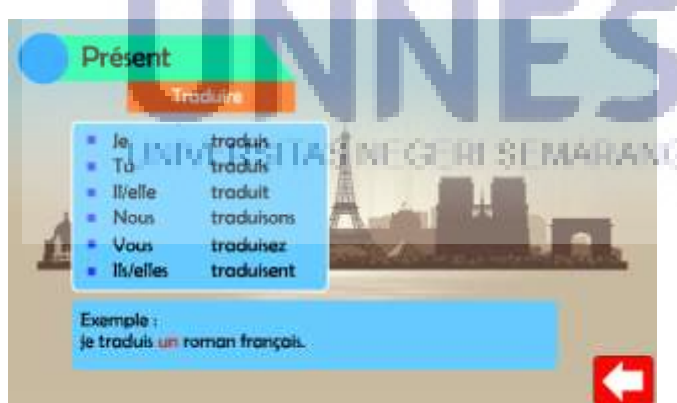 UNNES
UNIVERSITAS NEGERI SEMARANG
Présent
Traduire
Je traduis
Tu traduis
Il/elle traduit
Nous traduisons
Vous traduisez
Ils/elles traduisent
Exemple :
je traduis un roman français.